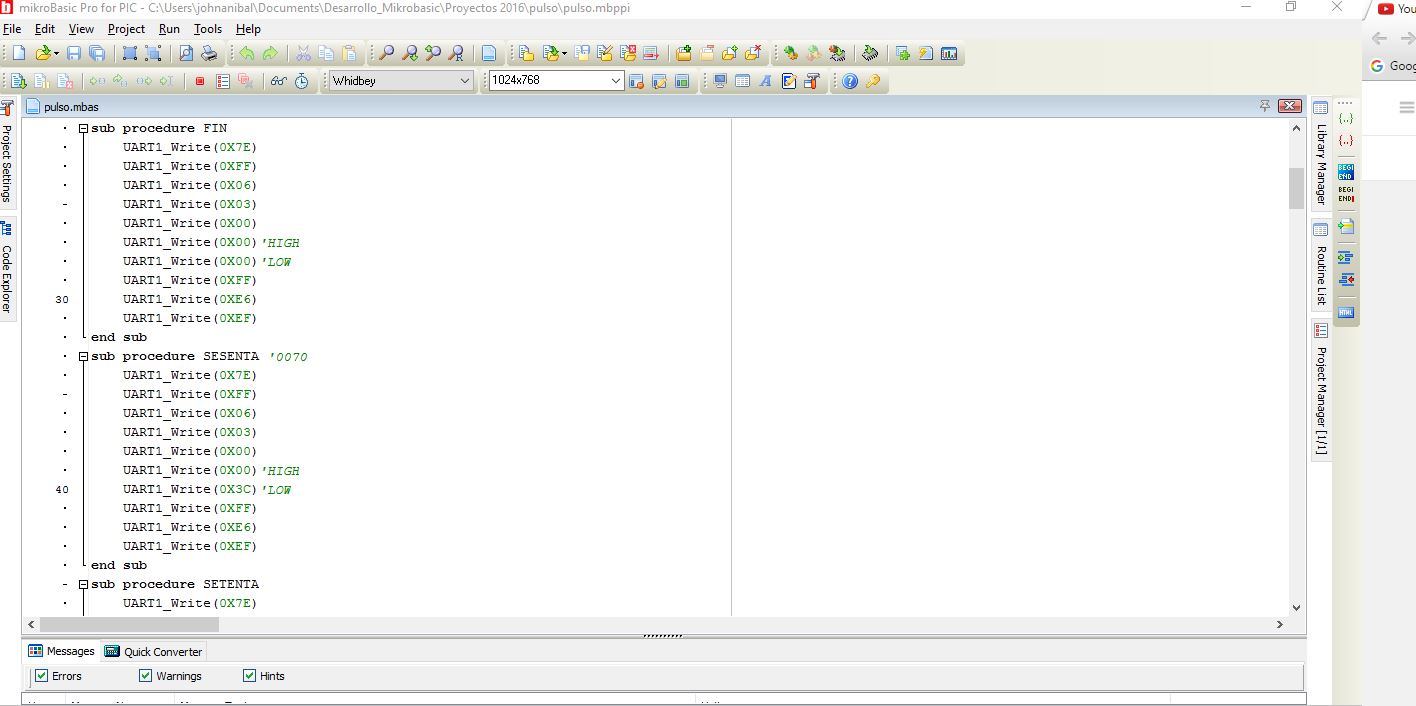 mikroBasic Pro for PIC - C:\Users\johnanibal\Documents\Desarrollo_Mikrobasic\Proyectos 2016\pulso\pulso.mbppi
You
File Edit View Project Run Tools Help
Whidbey 1024x768
Goog
pulso.mbas
sub procedure FIN
UART1_Write(0X7E)
UART1_Write(0XFF)
UART1_Write(0X06)
UART1_Write(0X03)
UART1_Write(0X00)
UART1_Write(0X00) 'HIGH
UART1_Write(0X00) 'LOW
UART1_Write(0XFF)
30 UART1_Write(0XE6)
UART1_Write(0XEF)
end sub
sub procedure SESENTA '0070
UART1_Write(0X7E)
UART1_Write(0XFF)
UART1_Write(0X06)
UART1_Write(0X03)
UART1_Write(0X00)
UART1_Write(0X00) 'HIGH
40 UART1_Write(0X3C) 'LOW
UART1_Write(0XFF)
UART1_Write(0XE6)
UART1_Write(0XEF)
end sub
sub procedure SETENTA
UART1_Write(0X7E)
Project Settings
Code Explorer
Library Manager
Routine List
Project Manager [1/1]
BEGI
END
BEGI
END
HTML
Messages Quick Converter
Errors Warnings Hints